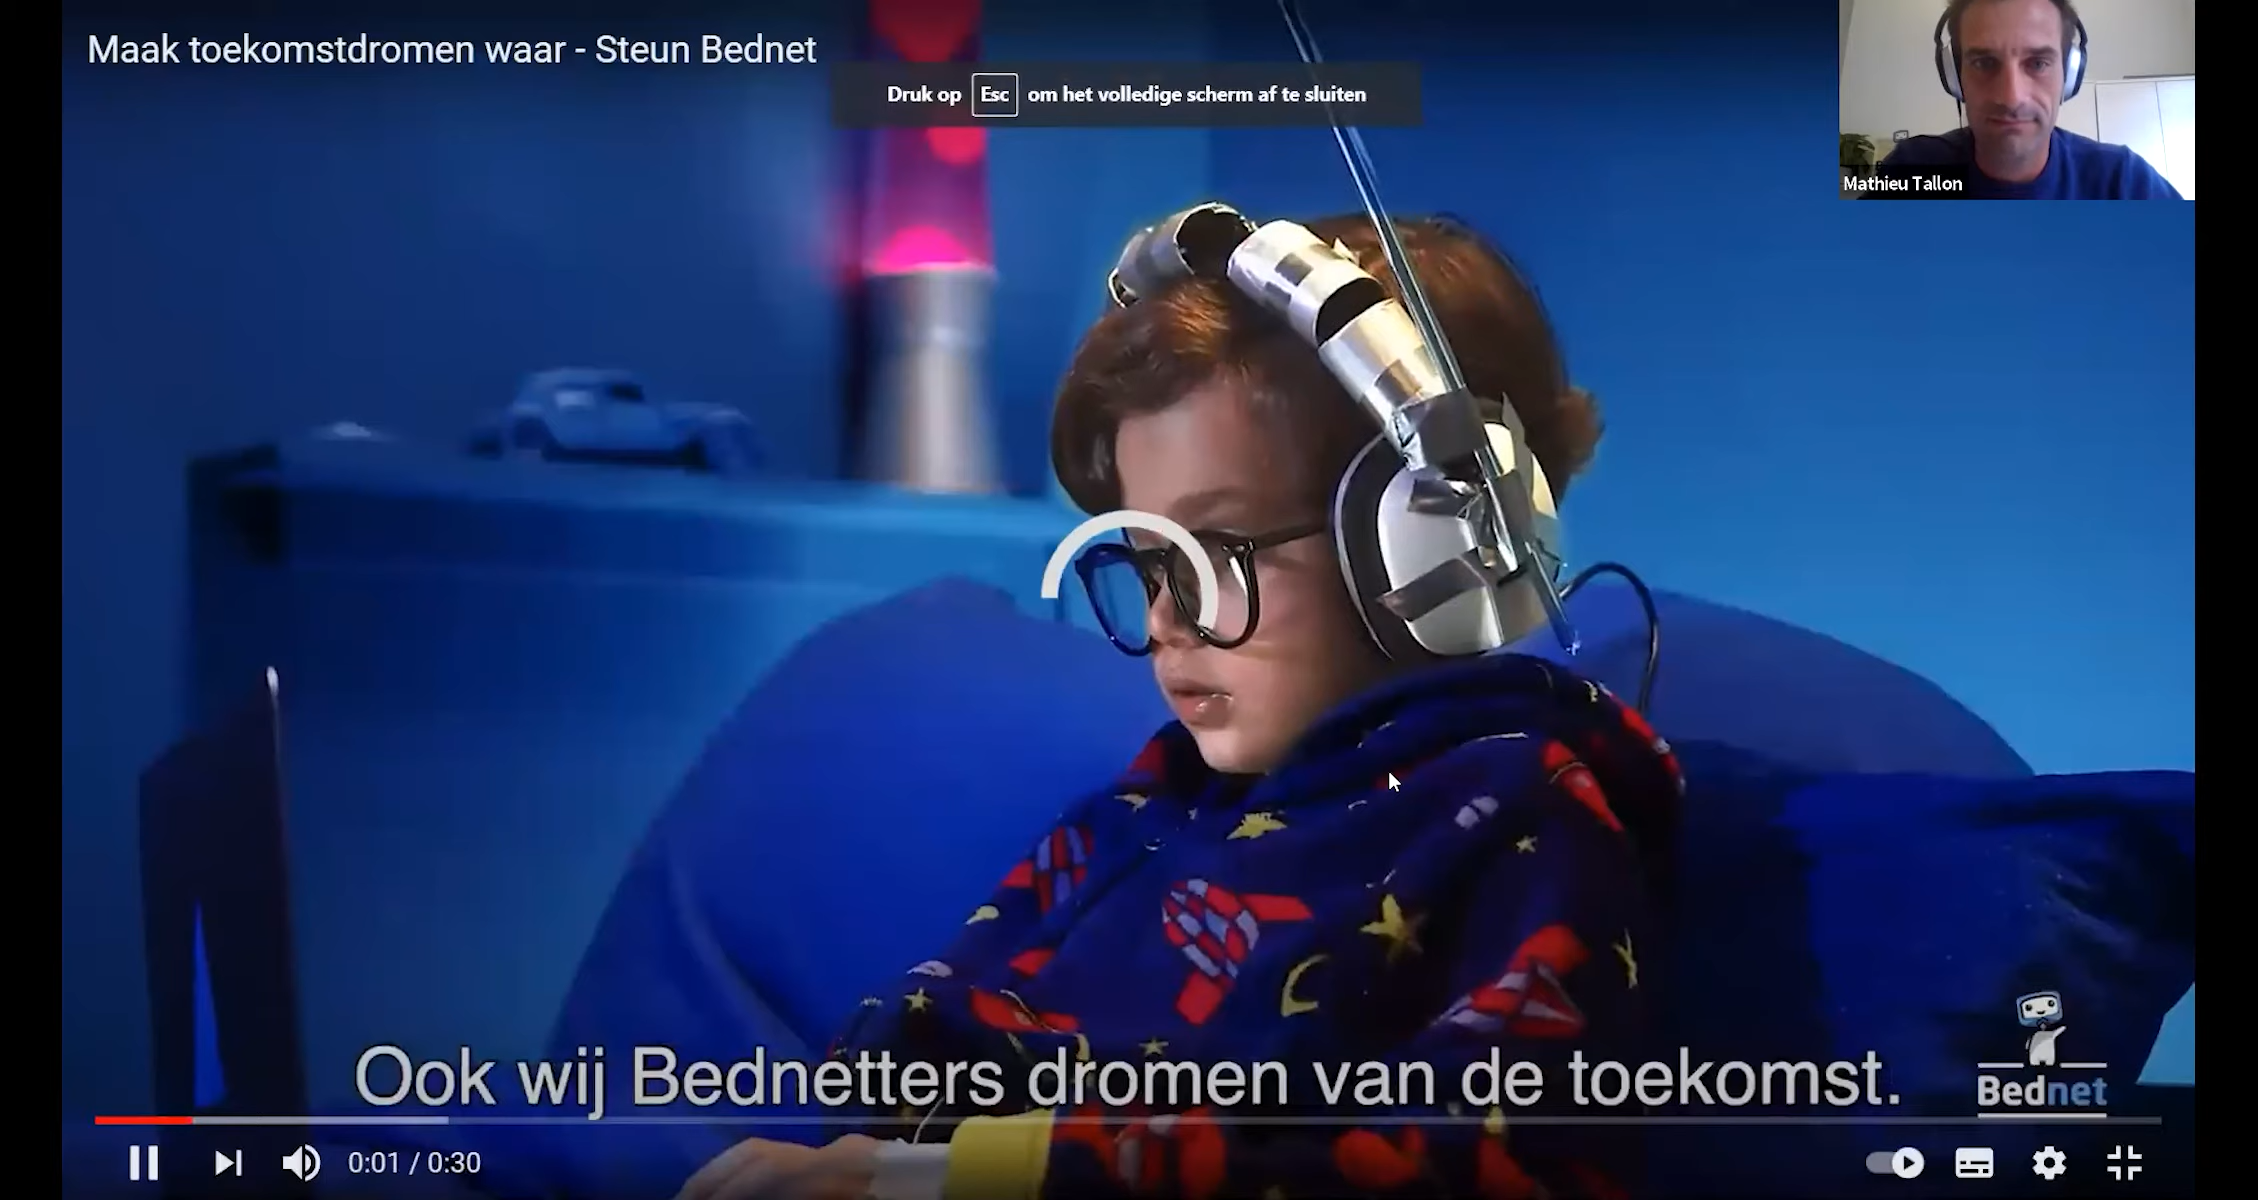 Maak toekomstdromen waar - Steun Bednet
Druk op Esc om het volledige scherm af te sluiten
Mathieu Tallon
Ook wij Bednetters dromen van de toekomst.
Bednet
0:01 / 0:30